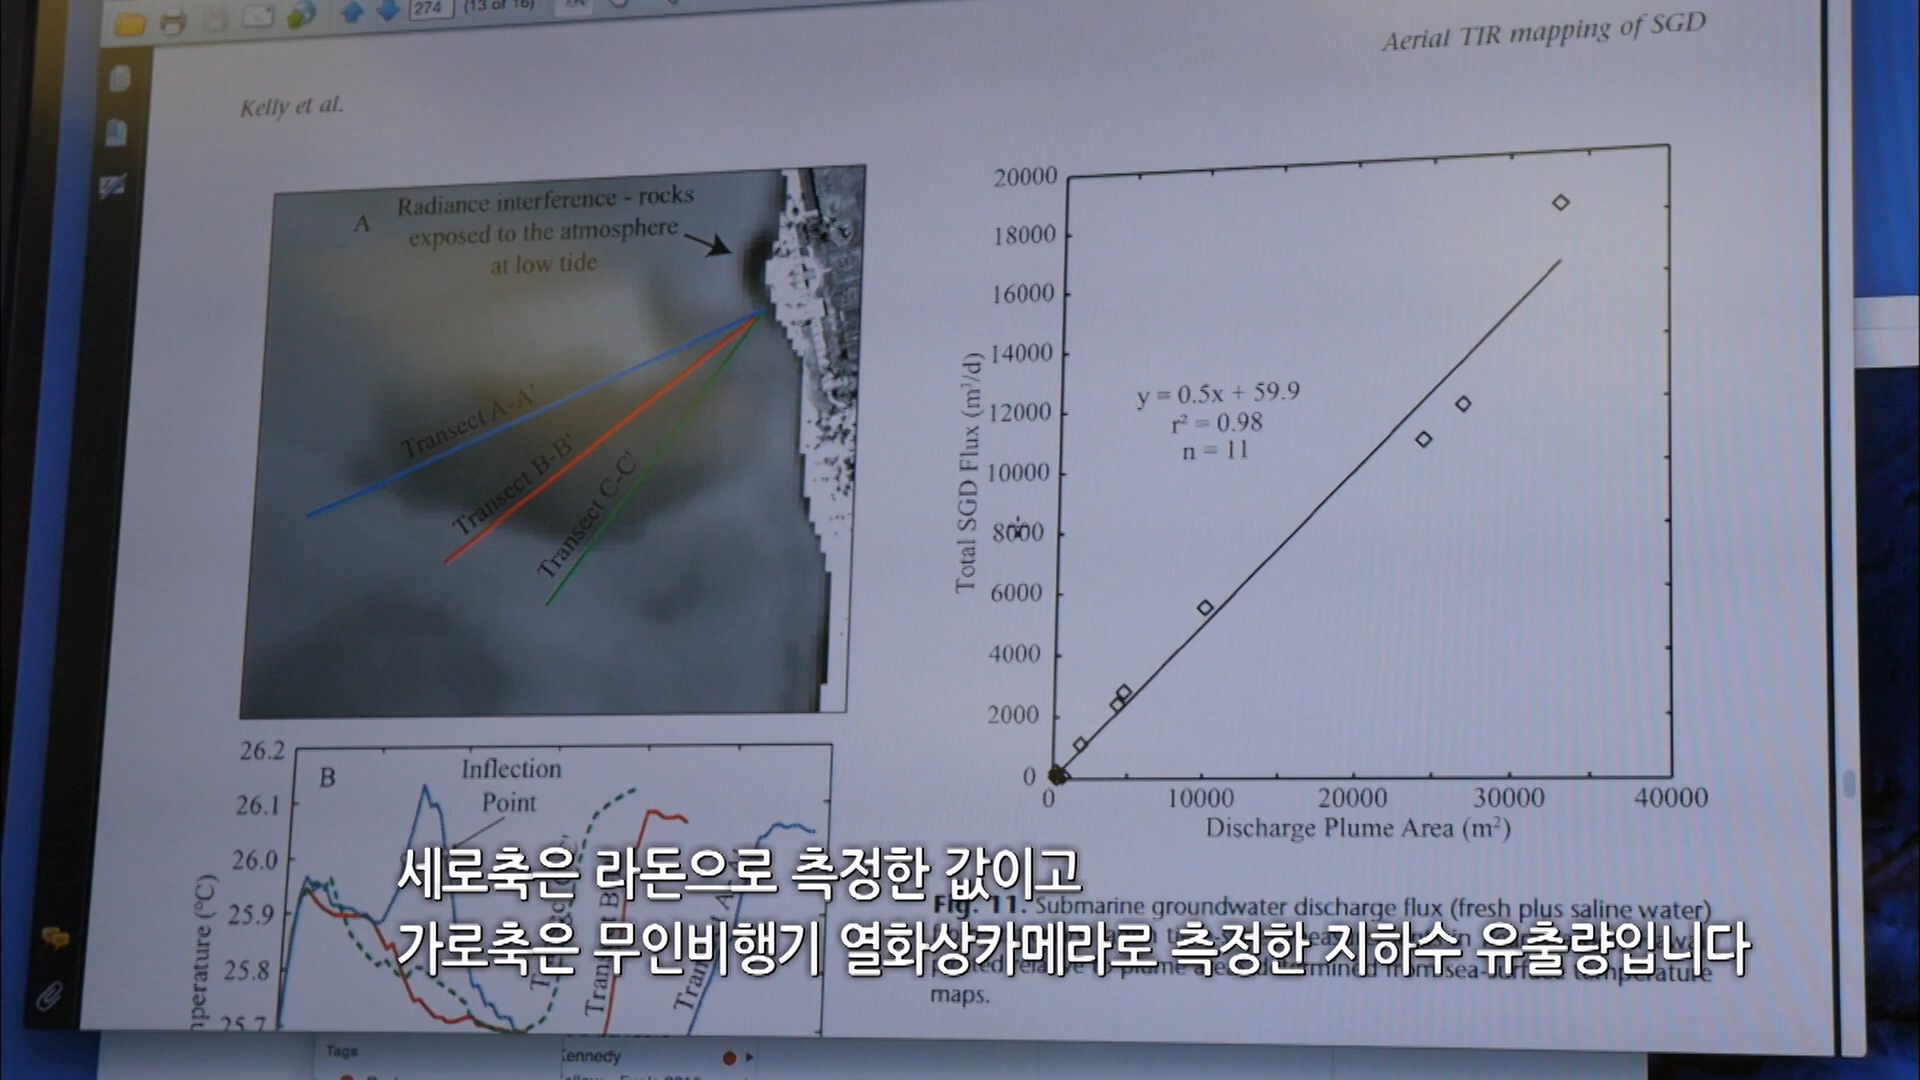 274 (13 of 16)
Aerial TIR mapping of SGD
Kelly et al.
A
Radiance interference - rocks
exposed to the atmosphere
at low tide
Transect A-A'
Transect B-B'
Transect C-C'
20000
18000
16000
14000
12000
10000
8000
6000
4000
2000
0
Total SGD Flux (m³/d)
y = 0.5x + 59.9
r² = 0.98
n = 11
0 10000 20000 30000 40000
Discharge Plume Area (m²)
26.2
26.1
26.0
25.9
25.8
25.7
B
Inflection
Point
세로축은 라돈으로 측정한 값이고
가로축은 무인비행기 열화상카메라로 측정한 지하수 유출량입니다
Fig. 11. Submarine groundwater discharge flux (fresh plus saline water)
temperature
maps.
Tags
Kennedy